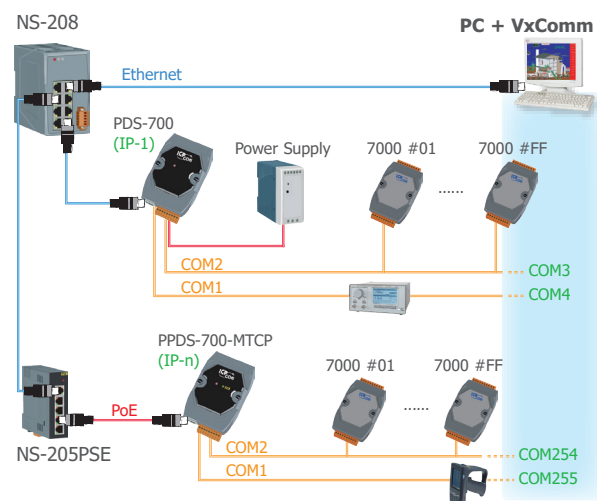 NS-208
PC + VxComm
Ethernet
PDS-700
(IP-1)
Power Supply
7000 #01
7000 #FF
......
COM2
COM3
COM1
COM4
PPDS-700-MTCP
(IP-n)
7000 #01
7000 #FF
......
PoE
NS-205PSE
COM2
COM254
COM1
COM255